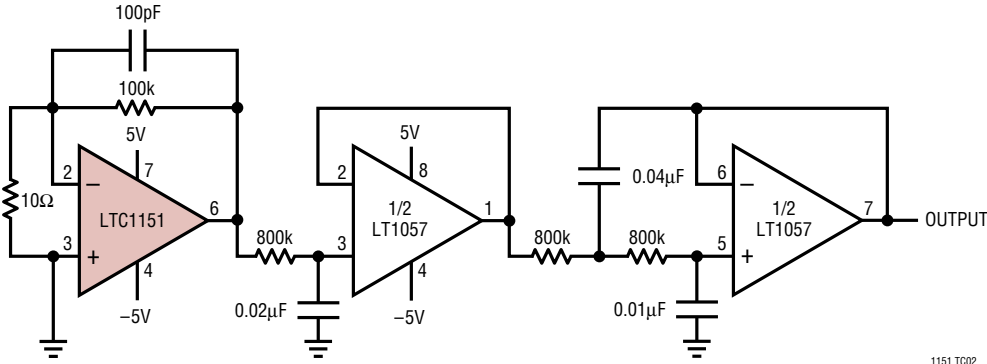 100pF
100k
5V
2
7
–
10Ω
LTC1151
6
3
+
4
–5V
800k
0.02μF
5V
2
8
1/2
LT1057
1
3
4
–5V
800k
0.04μF
800k
0.01μF
6
–
1/2
LT1057
7
5
+
OUTPUT
1151 TC02